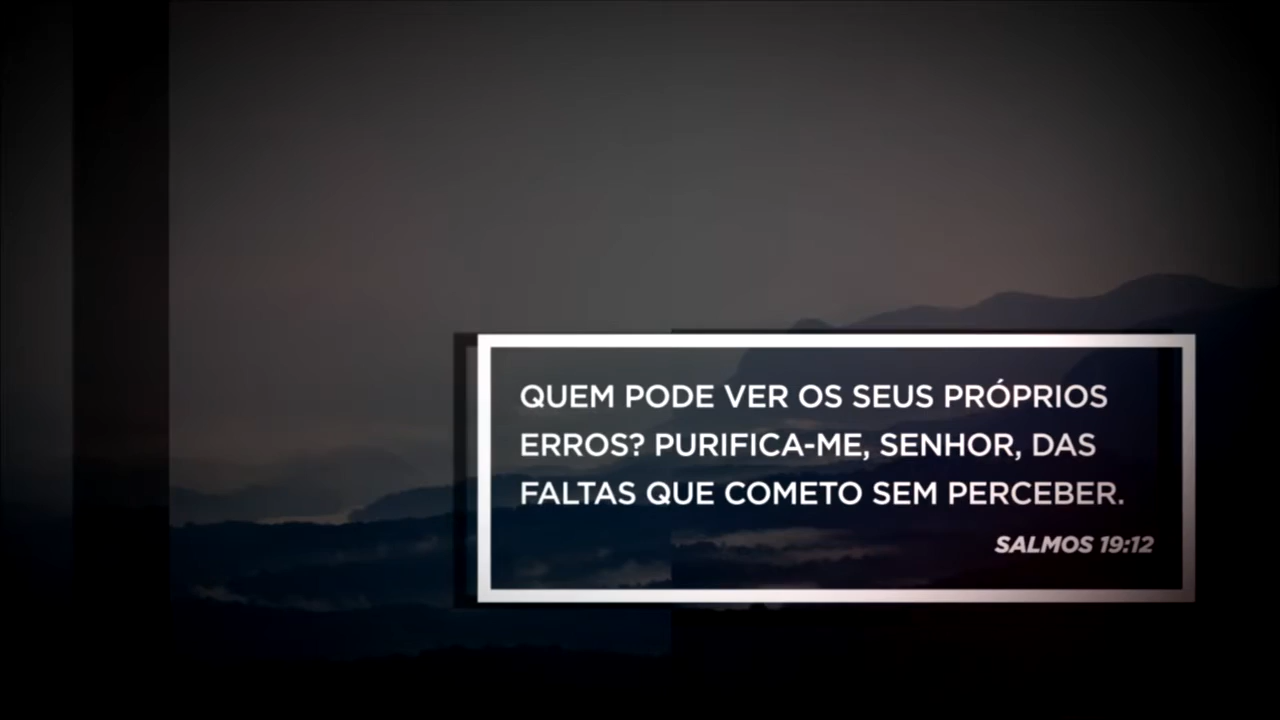 QUEM PODE VER OS SEUS PRÓPRIOS
ERROS? PURIFICA-ME, SENHOR, DAS
FALTAS QUE COMETO SEM PERCEBER.
SALMOS 19:12